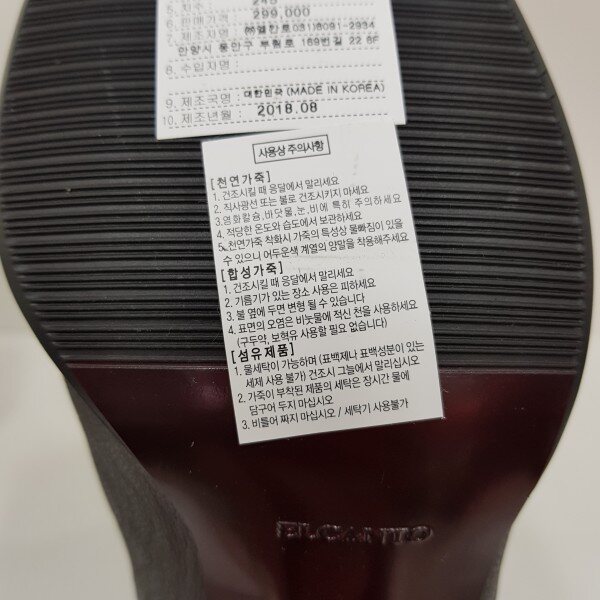 5. 치수 : 245
6. 판매가격 : 299,000
7. 제조자명 : ㈜엘칸토031)8091-2934
안양시 동안구 부림로 169번길 22 8F
8. 수입자명 :
9. 제조국명 : 대한민국(MADE IN KOREA)
10. 제조년월 : 2018.08
사용상 주의사항
[천연가죽]
1. 건조시킬 때 응달에서 말리세요
2. 직사광선 또는 불로 건조시키지 마세요
3. 염화칼슘,바닷물,눈,비에 특히 주의하세요
4. 적당한 온도와 습도에서 보관하세요
5. 천연가죽 착화시 가죽의 특성상 물빠짐이 있을
수 있으니 어두운색 계열의 양말을 착용해주세요
[합성가죽]
1. 건조시킬 때 응달에서 말리세요
2. 기름기가 있는 장소 사용은 피하세요
3. 불 옆에 두면 변형 될 수 있습니다
4. 표면의 오염은 비눗물에 적신 천을 사용하세요
(구두약, 보혁유 사용할 필요 없습니다)
[섬유제품]
1. 물세탁이 가능하며 (표백제나 표백성분이 있는
세제 사용 불가) 건조시 그늘에서 말리십시오
2. 가죽이 부착된 제품의 세탁은 장시간 물에
담구어 두지 마십시오
3. 비틀어 짜지 마십시오 / 세탁기 사용불가
ELCANTO